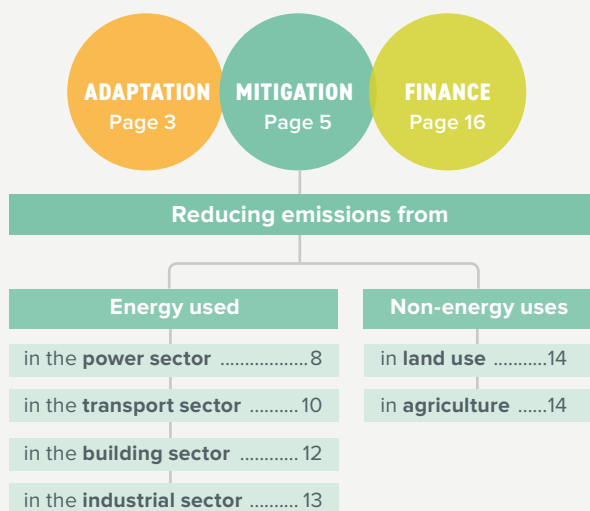 ADAPTATION
Page 3
MITIGATION
Page 5
FINANCE
Page 16
Reducing emissions from
Energy used
in the power sector ..................8
in the transport sector ..........10
in the building sector ............12
in the industrial sector ..........13
Non-energy uses
in land use ...........14
in agriculture ......14